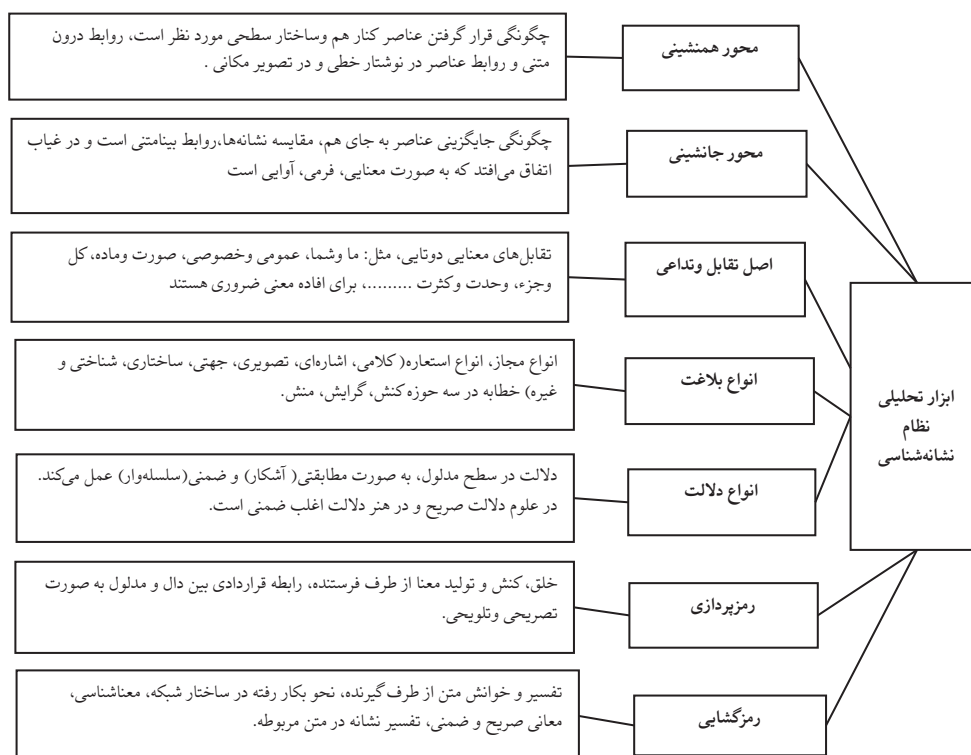 ابزار تحلیلی
نظام
نشانه‌شناسی
محور همنشینی
چگونگی قرار گرفتن عناصر کنار هم وساختار سطحی مورد نظر است، روابط درون
متنی و روابط عناصر در نوشتار خطی و در تصویر مکانی .
محور جانشینی
چگونگی جایگزینی عناصر به جای هم، مقایسه نشانه‌ها،روابط بینامتنی است و در غیاب
اتفاق می‌افتد که به صورت معنایی، فرمی، آوایی است
اصل تقابل وتداعی
تقابل‌های معنایی دوتایی، مثل: ما وشما، عمومی وخصوصی، صورت وماده، کل
وجزء، وحدت وکثرت .........، برای افاده معنی ضروری هستند
انواع بلاغت
انواع مجاز، انواع استعاره( کلامی، اشاره‌ای، تصویری، جهتی، ساختاری، شناختی و
غیره) خطابه در سه حوزه کنش، گرایش، منش.
انواع دلالت
دلالت در سطح مدلول، به صورت مطابقتی( آشکار) و ضمنی(سلسله‌وار) عمل می‌کند.
در علوم دلالت صریح و در هنر دلالت اغلب ضمنی است.
رمزپردازی
خلق، کنش و تولید معنا از طرف فرستنده، رابطه قراردادی بین دال و مدلول به صورت
تصریحی وتلویحی.
رمزگشایی
تفسیر و خوانش متن از طرف گیرنده، نحو بکار رفته در ساختار شبکه، معناشناسی،
معانی صریح و ضمنی، تفسیر نشانه در متن مربوطه.